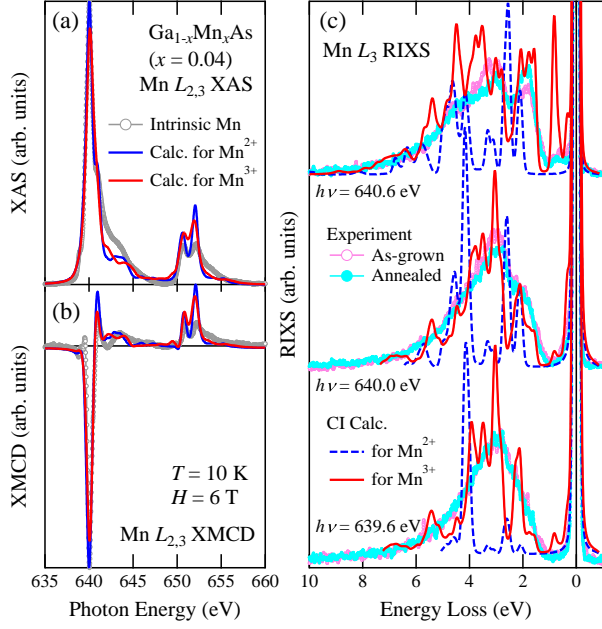 (a)
Ga1-xMnxAs
(x = 0.04)
Mn L2,3 XAS
Intrinsic Mn
Calc. for Mn2+
Calc. for Mn3+
XAS (arb. units)
(b)
XMCD (arb. units)
T = 10 K
H = 6 T
Mn L2,3 XMCD
635 640 645 650 655 660
Photon Energy (eV)
(c)
Mn L3 RIXS
hν = 640.6 eV
Experiment
As-grown
Annealed
RIXS (arb. units)
hν = 640.0 eV
CI Calc.
for Mn2+
for Mn3+
hν = 639.6 eV
10 8 6 4 2 0
Energy Loss (eV)